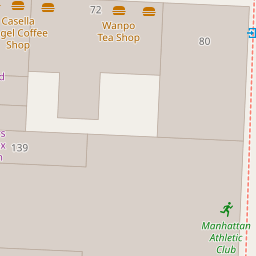 72
Casella
gel Coffee
Shop
Wanpo
Tea Shop
80
d
s
x
139
n
Manhattan
Athletic
Club